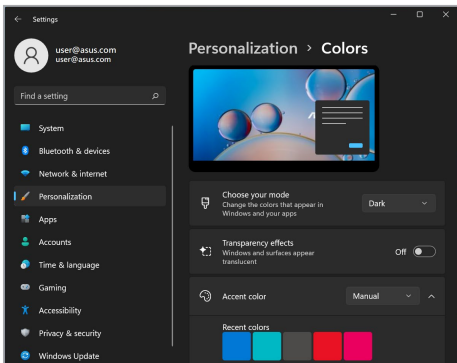 Settings
user@asus.com
user@asus.com
Find a setting
System
Bluetooth & devices
Network & internet
Personalization
Apps
Accounts
Time & language
Gaming
Accessibility
Privacy & security
Windows Update
Personalization > Colors
Choose your mode
Change the colors that appear in
Windows and your apps
Dark
Transparency effects
Windows and surfaces appear
translucent
Off
Accent color
Manual
Recent colors